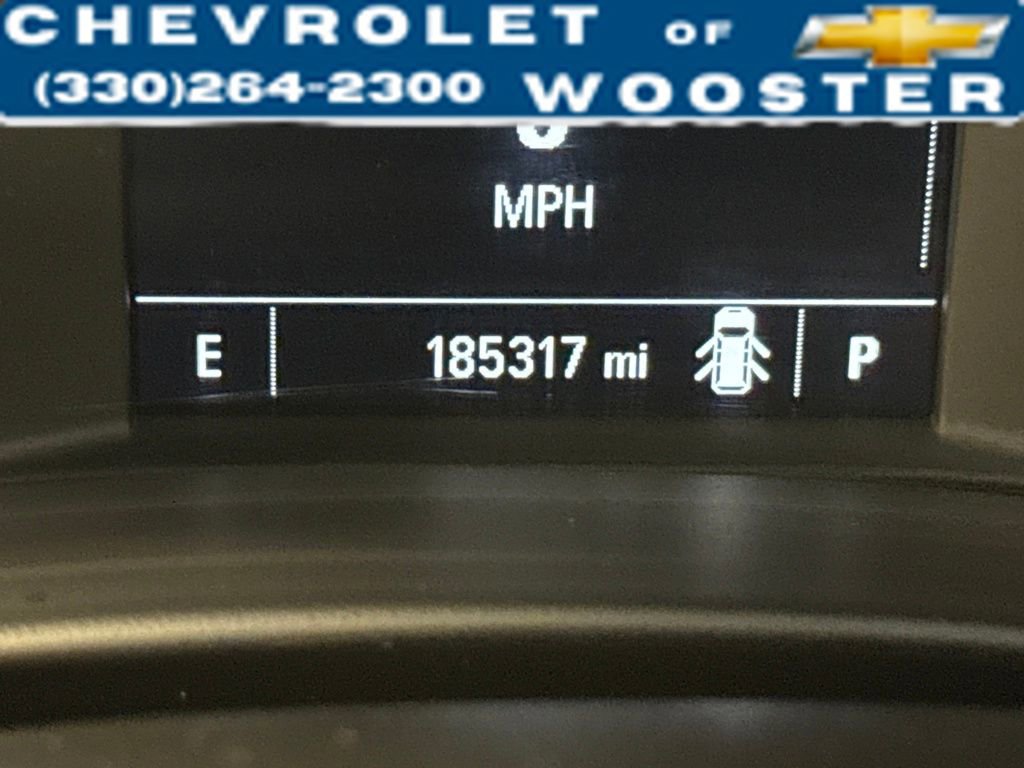 CHEVROLET OF
(330)264-2300 WOOSTER
MPH
E 185317 mi P